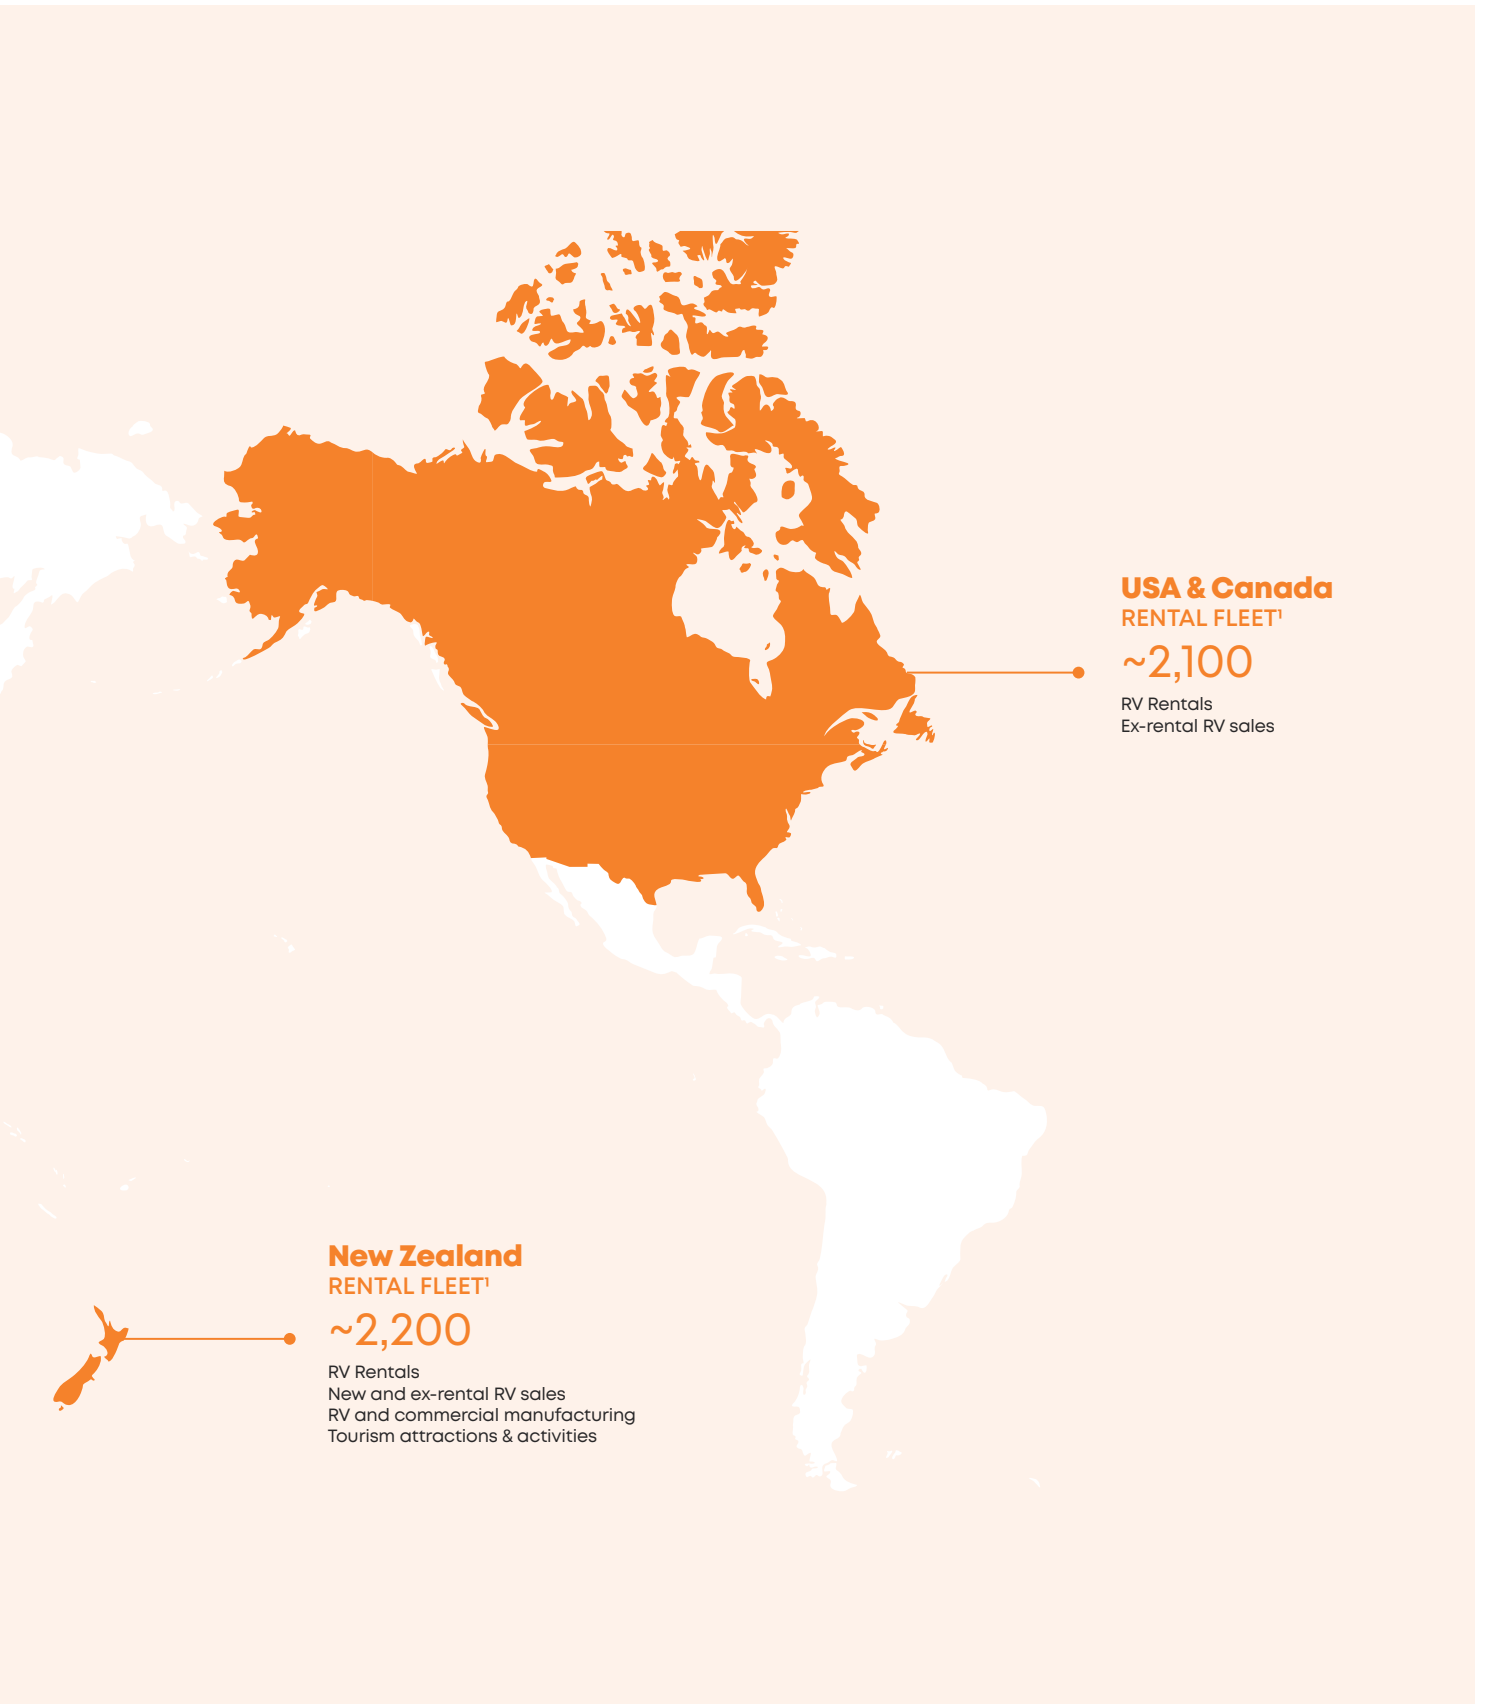 USA & Canada
RENTAL FLEET¹
~2,100
RV Rentals
Ex-rental RV sales
New Zealand
RENTAL FLEET¹
~2,200
RV Rentals
New and ex-rental RV sales
RV and commercial manufacturing
Tourism attractions & activities